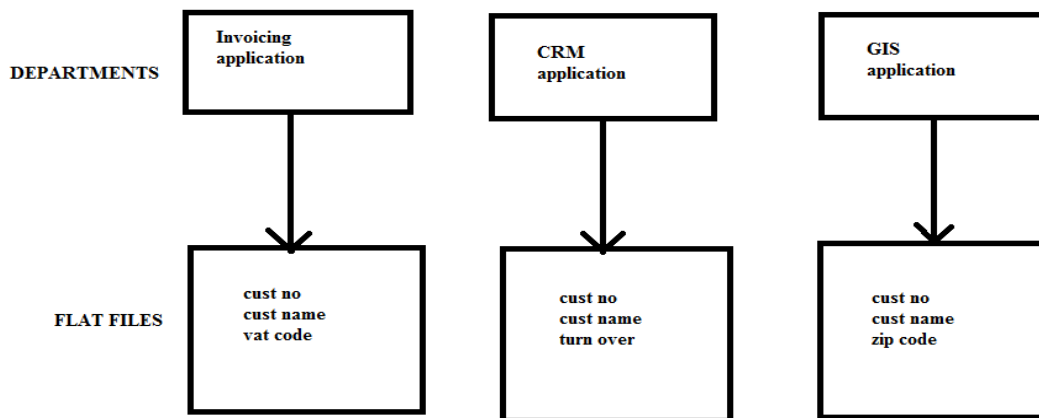 DEPARTMENTS
Invoicing
application
CRM
application
GIS
application
FLAT FILES
cust no
cust name
vat code
cust no
cust name
turn over
cust no
cust name
zip code